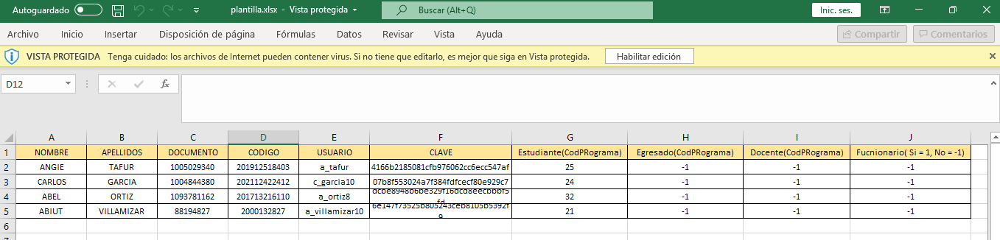 Autoguardado plantilla.xlsx - Vista protegida Buscar (Alt+Q) Inic. ses.
Archivo Inicio Insertar Disposición de página Fórmulas Datos Revisar Vista Ayuda Compartir Comentarios
VISTA PROTEGIDA Tenga cuidado: los archivos de Internet pueden contener virus. Si no tiene que editarlo, es mejor que siga en Vista protegida. Habilitar edición
D12 fx
A B C D E F G H I J
1 NOMBRE APELLIDOS DOCUMENTO CODIGO USUARIO CLAVE Estudiante(CodPRograma) Egresado(CodPRograma) Docente(CodPRograma) Fucnionario( Si = 1, No = -1)
2 ANGIE TAFUR 1005029340 201912518403 a_tafur 4166b2185081cfb976062cc6ecc547af 25 -1 -1 -1
3 CARLOS GARCIA 1004844380 202112422412 c_garcia10 07b8f553024a7f384fdfcecf80e929c7 24 -1 -1 -1
4 ABEL ORTIZ 1093781162 201713216110 a_ortiz8 32 -1 -1 -1
5 ABIUT VILLAMIZAR 88194827 2000132827 a_villamizar10 6e147f73525b805243ceb8105b5392f 21 -1 -1 -1
6